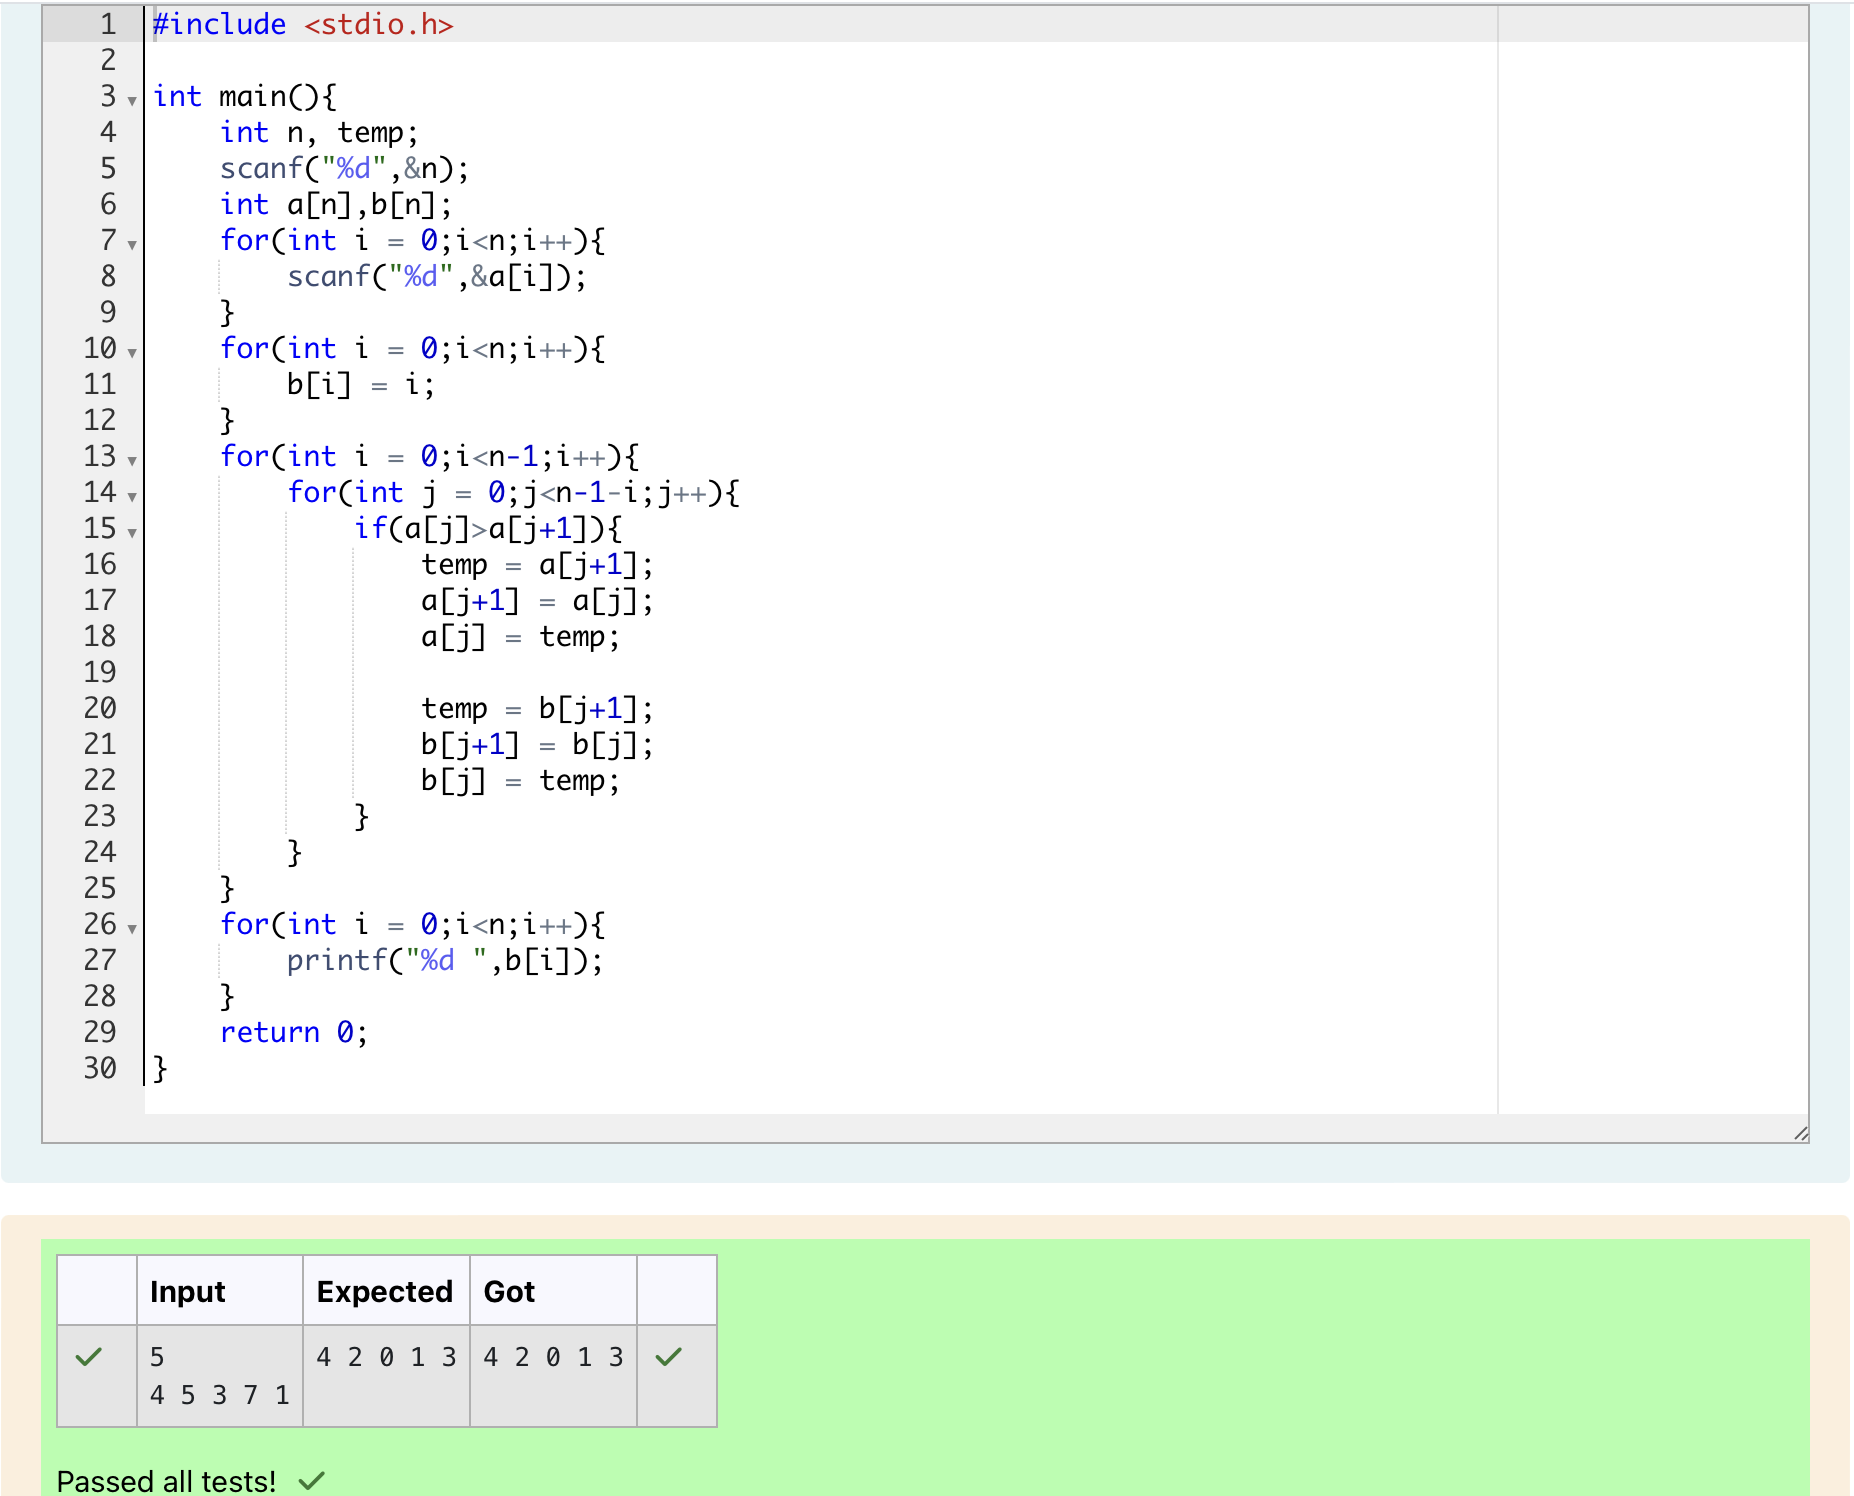 1 #include <stdio.h>
2
3 int main(){
4     int n, temp;
5     scanf("%d",&n);
6     int a[n],b[n];
7     for(int i = 0;i<n;i++){
8         scanf("%d",&a[i]);
9     }
10     for(int i = 0;i<n;i++){
11         b[i] = i;
12     }
13     for(int i = 0;i<n-1;i++){
14         for(int j = 0;j<n-1-i;j++){
15             if(a[j]>a[j+1]){
16                 temp = a[j+1];
17                 a[j+1] = a[j];
18                 a[j] = temp;
19
20                 temp = b[j+1];
21                 b[j+1] = b[j];
22                 b[j] = temp;
23             }
24         }
25     }
26     for(int i = 0;i<n;i++){
27         printf("%d ",b[i]);
28     }
29     return 0;
30 }
Input Expected Got
5 4 2 0 1 3 4 2 0 1 3
4 5 3 7 1
Passed all tests!